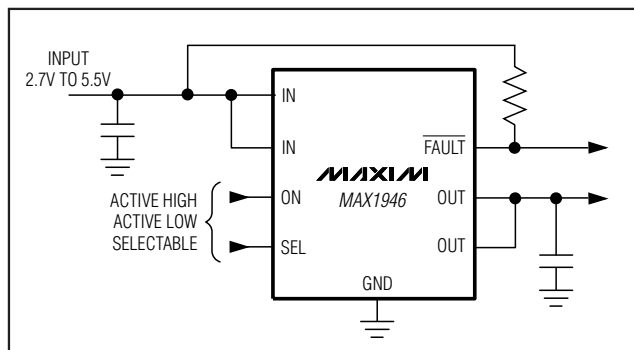 INPUT
2.7V TO 5.5V
IN
IN
FAULT
MAXIM
MAX1946
ON
OUT
ACTIVE HIGH
ACTIVE LOW
SELECTABLE
SEL
OUT
GND